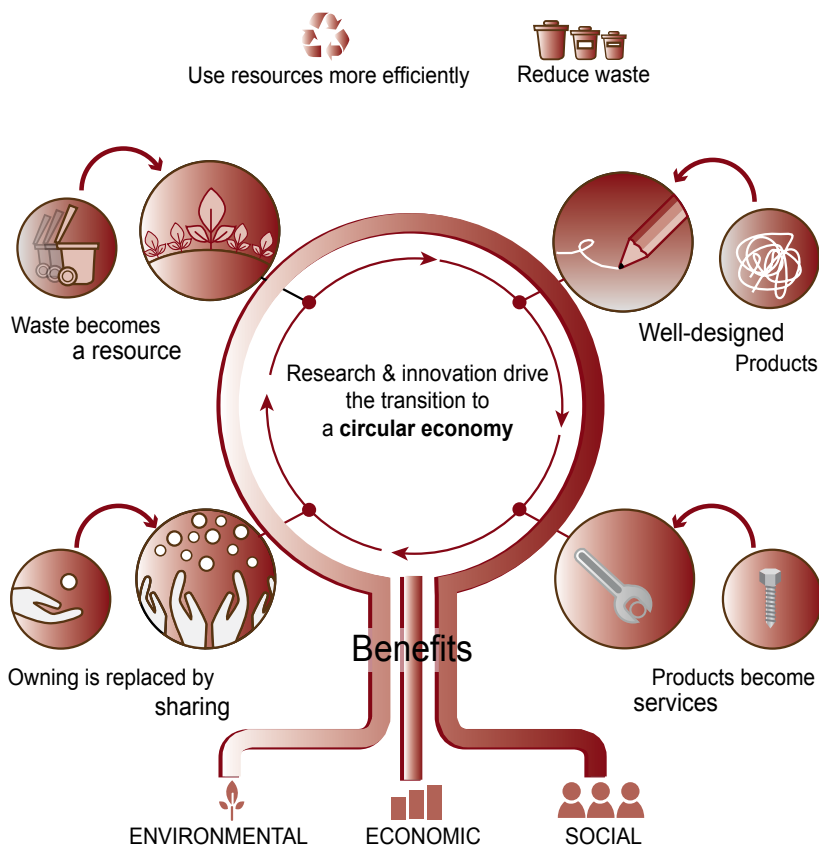 Use resources more efficiently
Reduce waste
Waste becomes
a resource
Well-designed
Products
Research & innovation drive
the transition to
a circular economy
Owning is replaced by
sharing
Benefits
Products become
services
ENVIRONMENTAL
ECONOMIC
SOCIAL